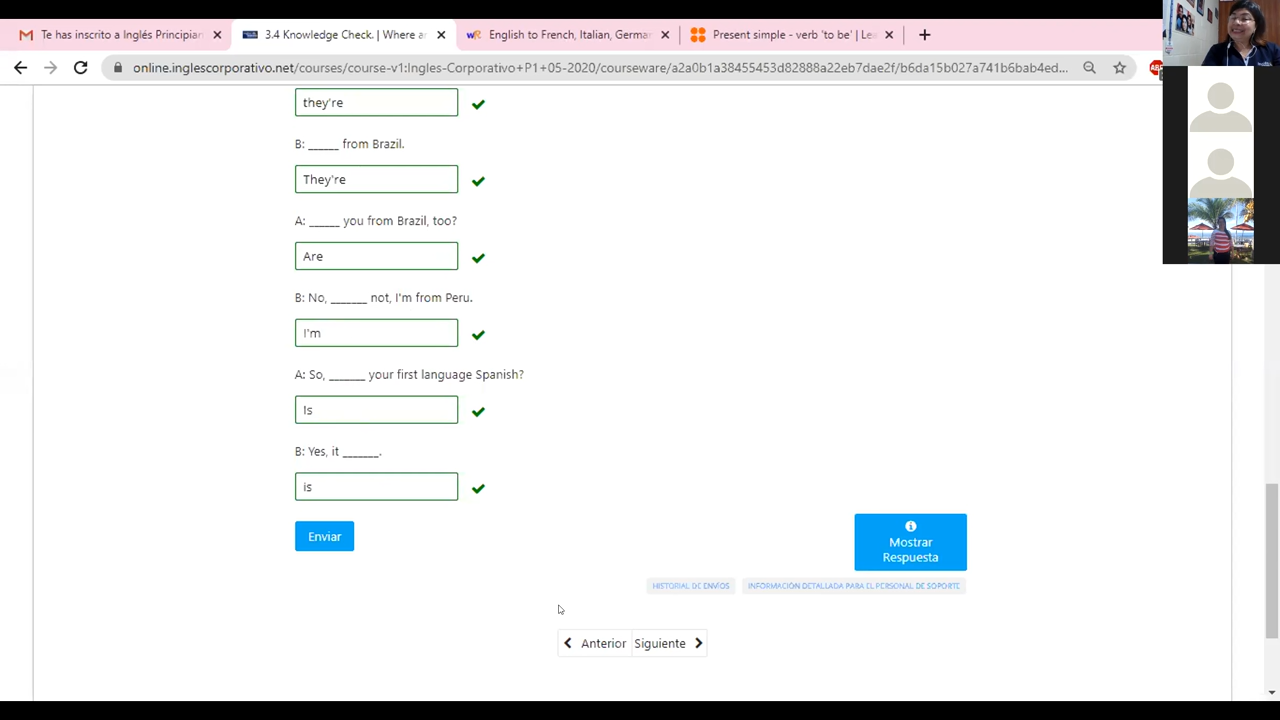 Te has inscrito a Inglés Principian
3.4 Knowledge Check. | Where a
English to French, Italian, Germa
Present simple - verb 'to be' | Le
online.inglescorporativo.net/courses/course-v1:Ingles-Corporativo+P1+05-2020/courseware/a2a0b1a38455453d82888a22eb7dae2f/b6da15b027a741b6bab4ed...
they're
B: ______ from Brazil.
They're
A: ______ you from Brazil, too?
Are
B: No, _______ not, I'm from Peru.
I'm
A: So, _______ your first language Spanish?
Is
B: Yes, it _______.
is
Enviar
Mostrar
Respuesta
HISTORIAL DE ENVÍOS
INFORMACIÓN DETALLADA PARA EL PERSONAL DE SOPORTE
Anterior
Siguiente